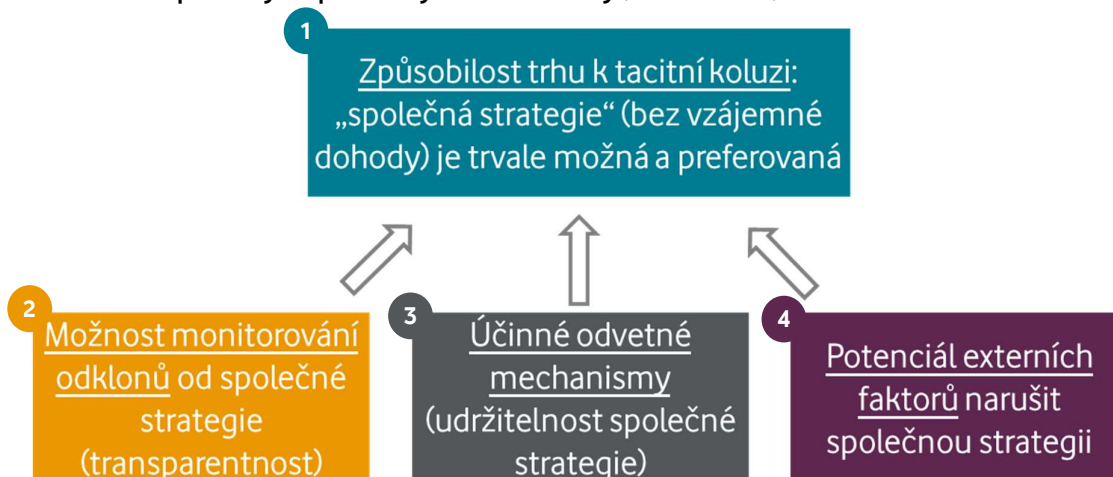 1
Způsobilost trhu k tacitní koluzi:
„společná strategie“ (bez vzájemné
dohody) je trvale možná a preferovaná
2
Možnost monitorování
odklonů od společné
strategie
(transparentnost)
3
Účinné odvetné
mechanismy
(udržitelnost společné
strategie)
4
Potenciál externích
faktorů narušit
společnou strategii